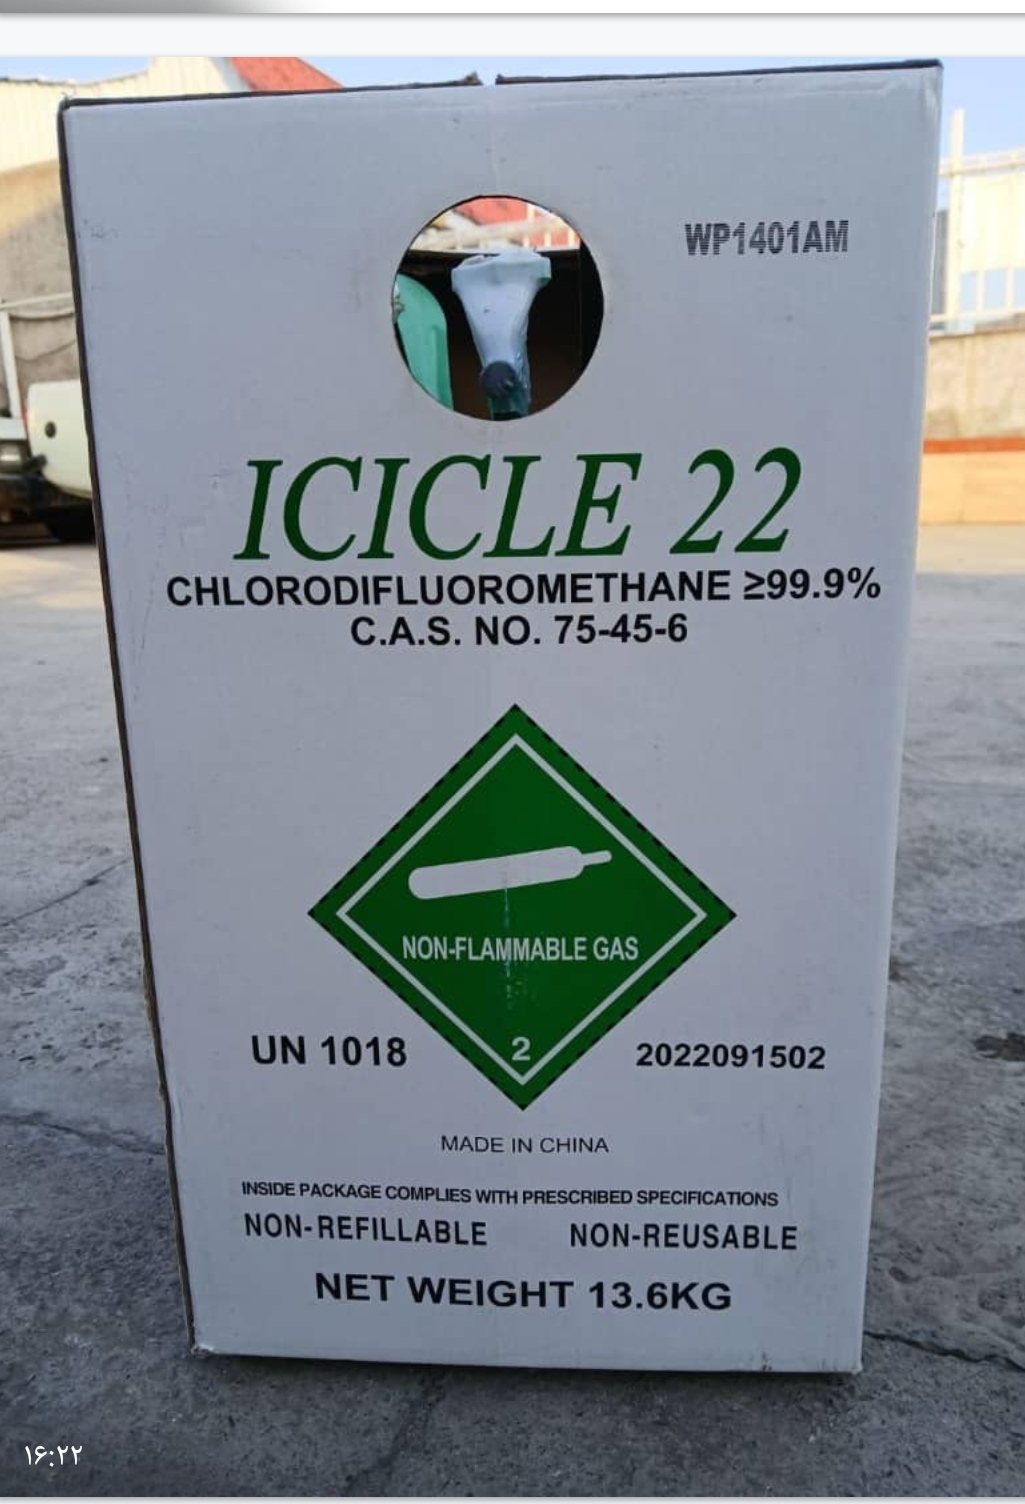 WP1401AM
ICICLE 22
CHLORODIFLUOROMETHANE ≥99.9%
C.A.S. NO. 75-45-6
NON-FLAMMABLE GAS
2
UN 1018
2022091502
MADE IN CHINA
INSIDE PACKAGE COMPLIES WITH PRESCRIBED SPECIFICATIONS
NON-REFILLABLE NON-REUSABLE
NET WEIGHT 13.6KG
۱۶:۲۲